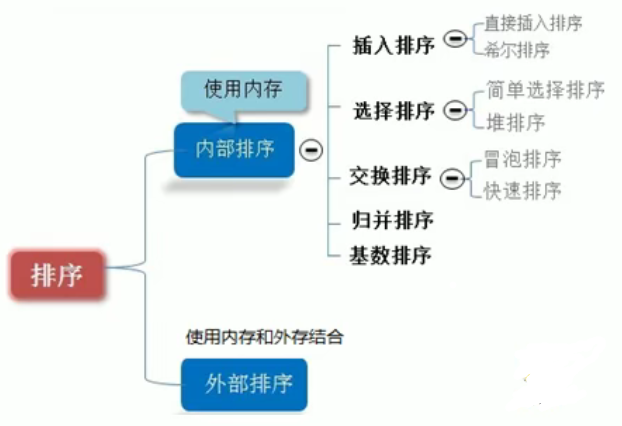 插入排序
直接插入排序
希尔排序
使用内存
选择排序
简单选择排序
堆排序
内部排序
交换排序
冒泡排序
快速排序
归并排序
基数排序
排序
使用内存和外存结合
外部排序